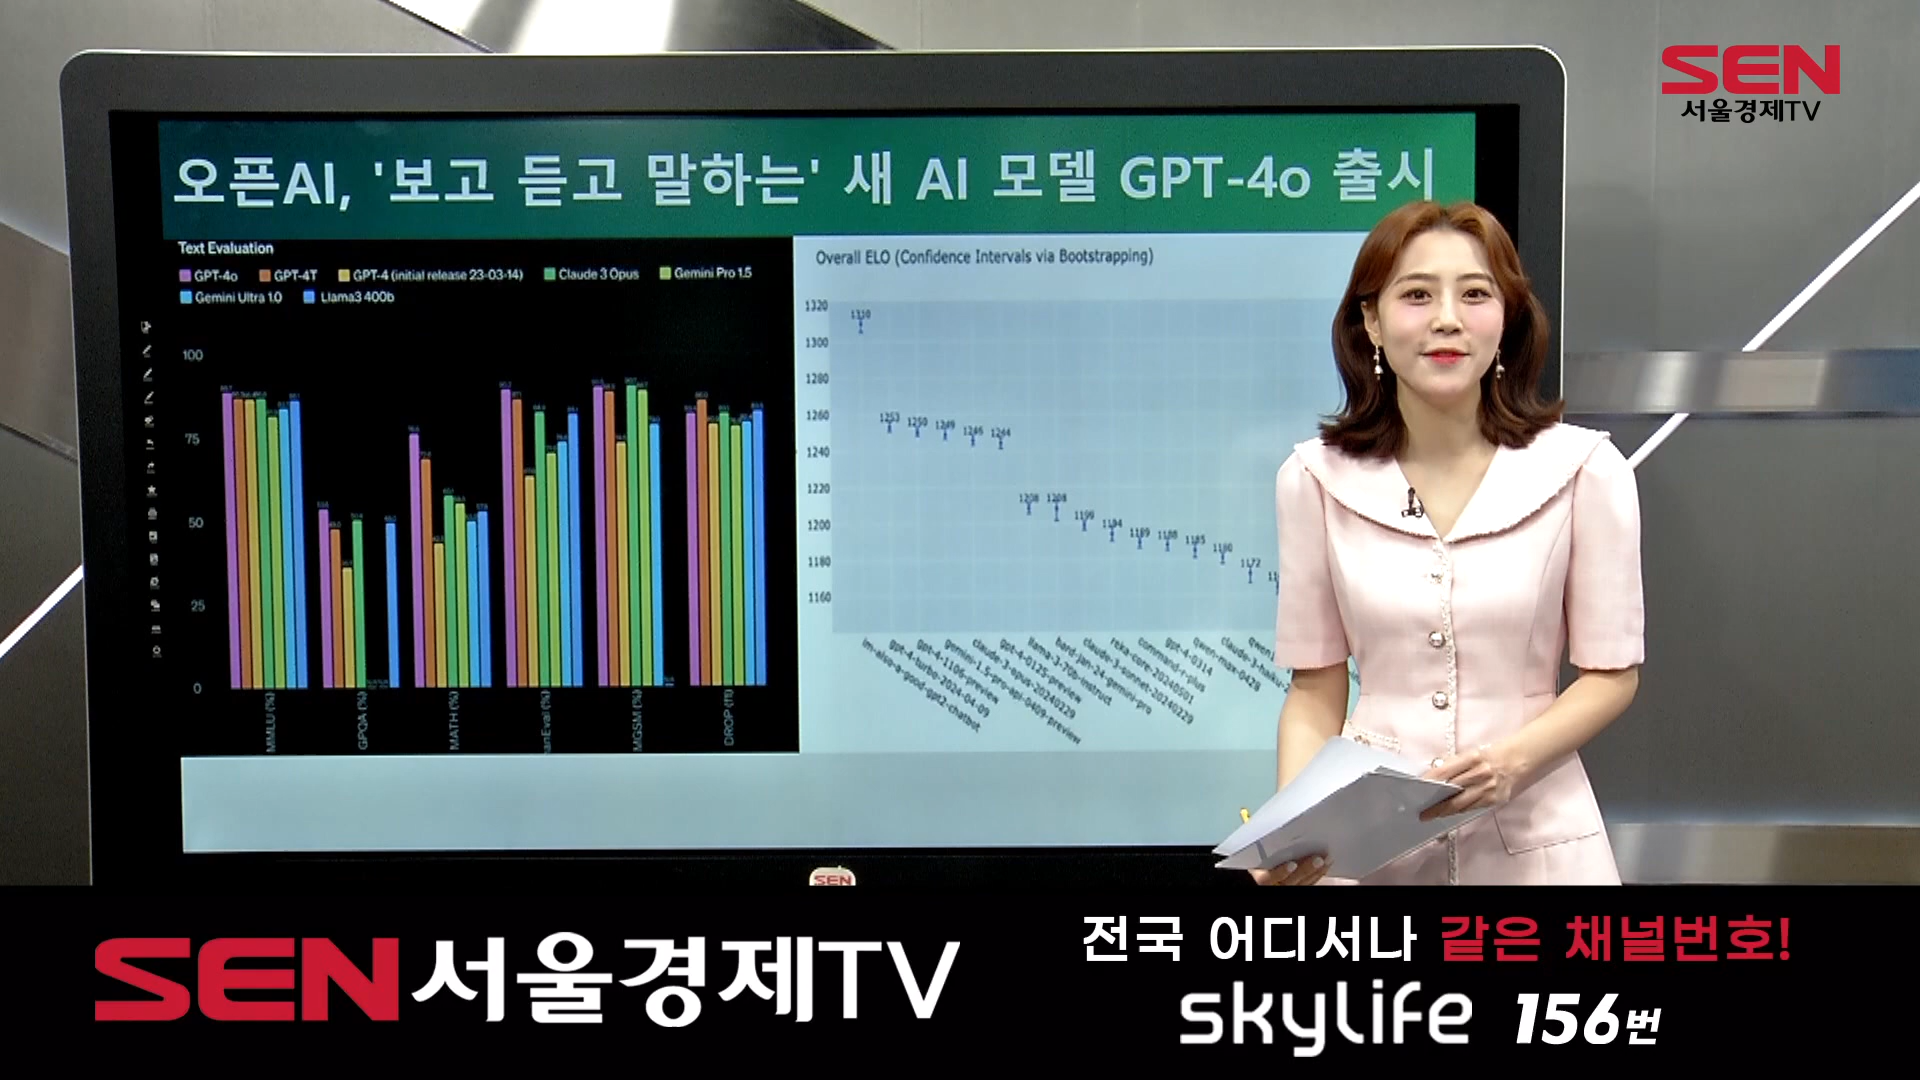 SEN
서울경제TV
오픈AI, '보고 듣고 말하는' 새 AI 모델 GPT-4o 출시
Text Evaluation
GPT-4o GPT-4T GPT-4 (initial release 23-03-14) Claude 3 Opus Gemini Pro 1.5
Gemini Ultra 1.0 Llama3 400b
100
75
50
25
0
MMLU (%)
GPQA (%)
MATH (%)
anEval (%)
MGSM (%)
DROP (f1)
Overall ELO (Confidence Intervals via Bootstrapping)
1320
1300
1280
1260
1240
1220
1200
1180
1160
1310
1253
1250
1249
1246
1244
1208
1208
1199
1194
1189
1188
1185
1180
1172
im-also-a-good-gpt2-chatbot
gpt-4-turbo-2024-04-09
gpt-4-1106-preview
gemini-1.5-pro-api-0409-preview
claude-3-opus-20240229
gpt-4-0125-preview
llama-3-70b-instruct
bard-jan-24-gemini-pro
claude-3-sonnet-20240229
reka-core-20240501
command-r-plus
gpt-4-0314
qwen-max-0428
claude-3-haiku-2
SEN
SEN 서울경제TV
전국 어디서나 같은 채널번호!
skylife 156번